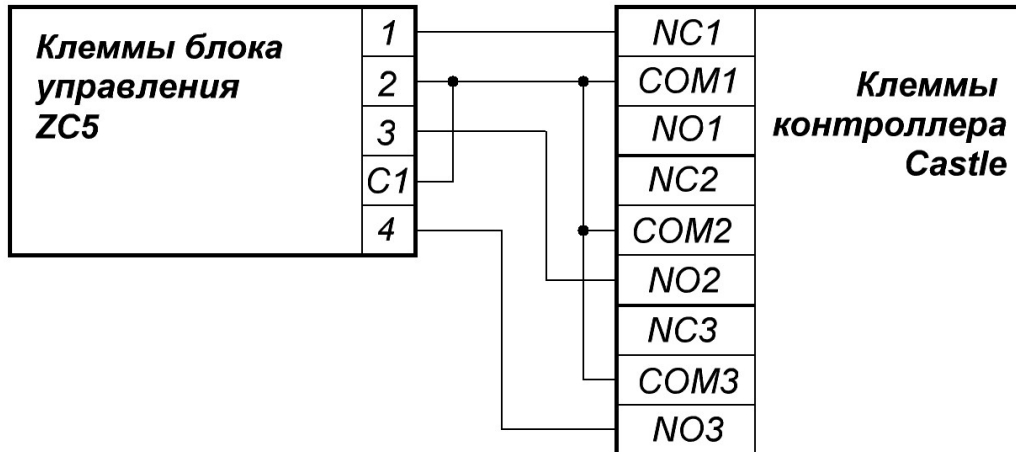 Клеммы блока
управления
ZC5
1
2
3
C1
4
NC1
COM1
NO1
NC2
COM2
NO2
NC3
COM3
NO3
Клеммы
контроллера
Castle